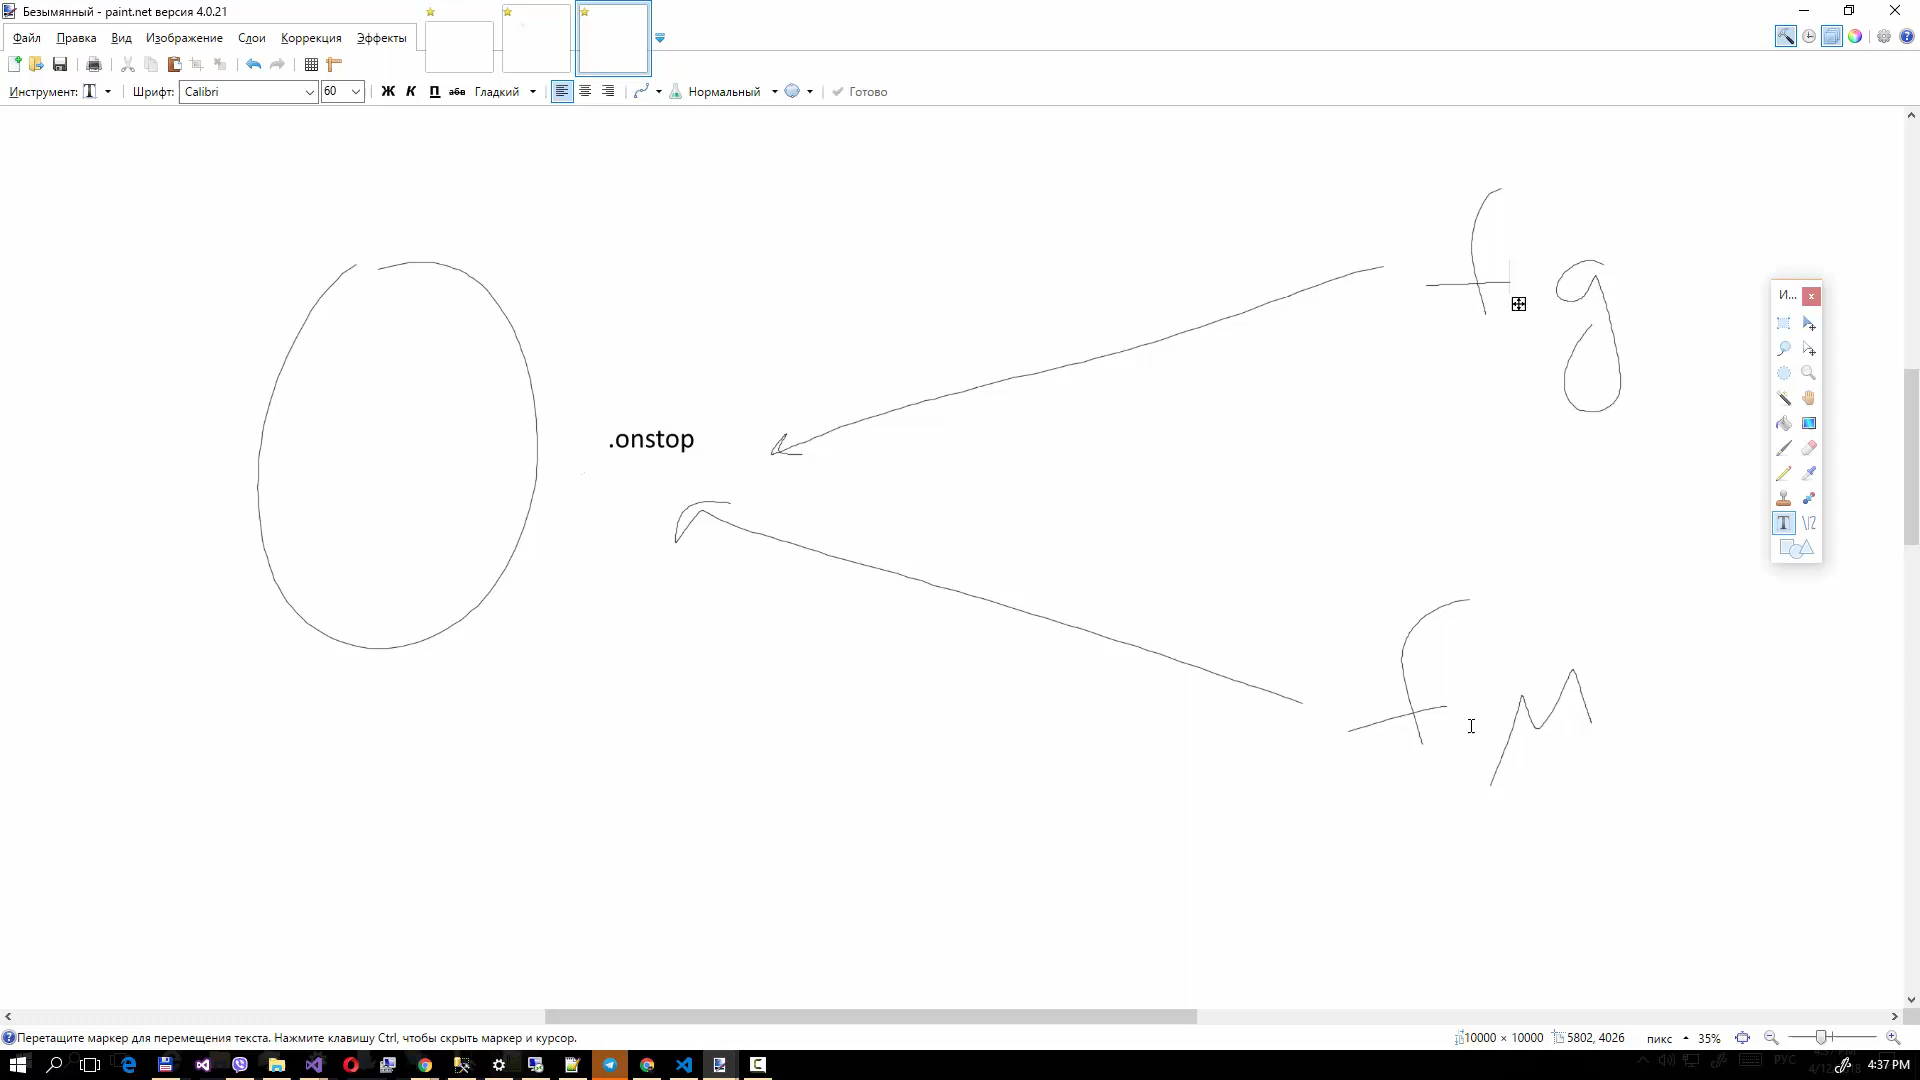 Безымянный - paint.net версия 4.0.21
Файл Правка Вид Изображение Слои Коррекция Эффекты
Инструмент: T Шрифт: Calibri 60 Ж К П абв Гладкий Нормальный Готово
f g
И... x
.onstop
f м
Перетащите маркер для перемещения текста. Нажмите клавишу Ctrl, чтобы скрыть маркер и курсор.
10000 × 10000 5802, 4026 пикс 35%
РУС 4:37 PM